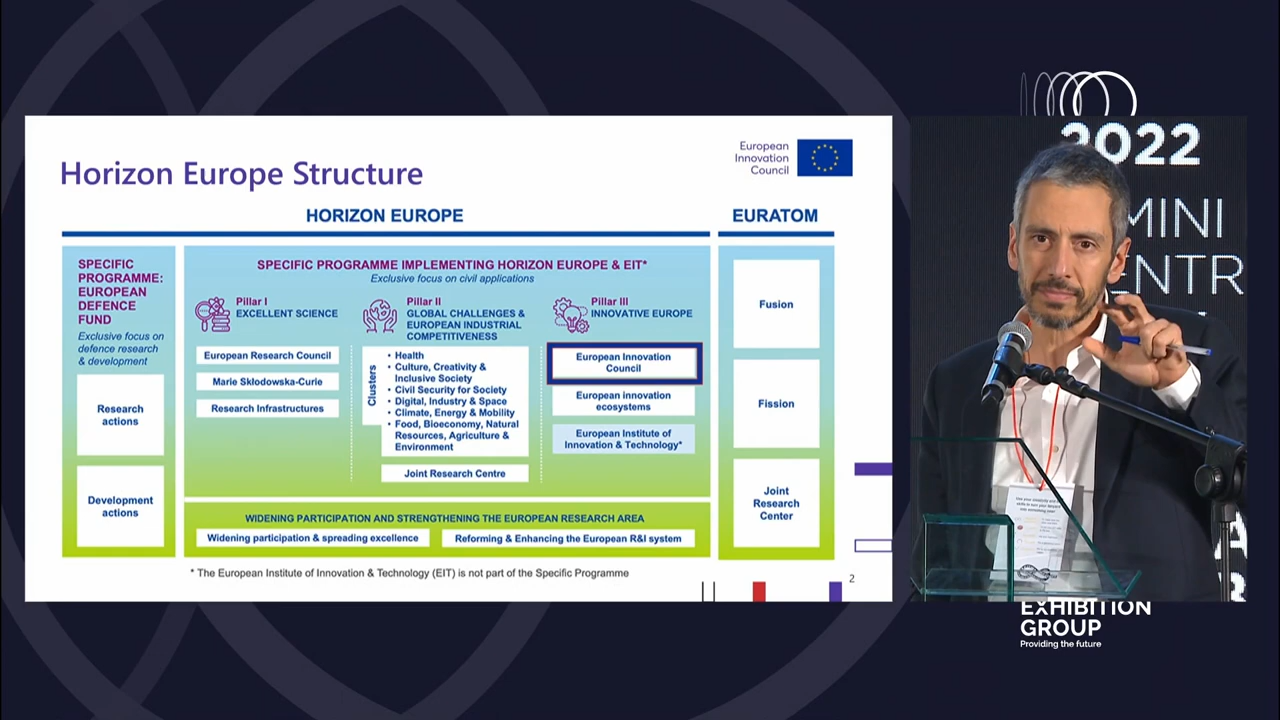 Horizon Europe Structure
European
Innovation
Council
HORIZON EUROPE
EURATOM
SPECIFIC
PROGRAMME:
EUROPEAN
DEFENCE
FUND
Exclusive focus on
defence research
& development
Research
actions
Development
actions
SPECIFIC PROGRAMME IMPLEMENTING HORIZON EUROPE & EIT*
Exclusive focus on civil applications
Pillar I
EXCELLENT SCIENCE
European Research Council
Marie Skłodowska-Curie
Research Infrastructures
Pillar II
GLOBAL CHALLENGES &
EUROPEAN INDUSTRIAL
COMPETITIVENESS
Clusters
• Health
• Culture, Creativity &
Inclusive Society
• Civil Security for Society
• Digital, Industry & Space
• Climate, Energy & Mobility
• Food, Bioeconomy, Natural
Resources, Agriculture &
Environment
Joint Research Centre
Pillar III
INNOVATIVE EUROPE
European Innovation
Council
European innovation
ecosystems
European Institute of
Innovation & Technology*
WIDENING PARTICIPATION AND STRENGTHENING THE EUROPEAN RESEARCH AREA
Widening participation & spreading excellence
Reforming & Enhancing the European R&I system
Fusion
Fission
Joint
Research
Center
* The European Institute of Innovation & Technology (EIT) is not part of the Specific Programme
2
2022
MINI
ENTR
EXHIBITION
GROUP
Providing the future